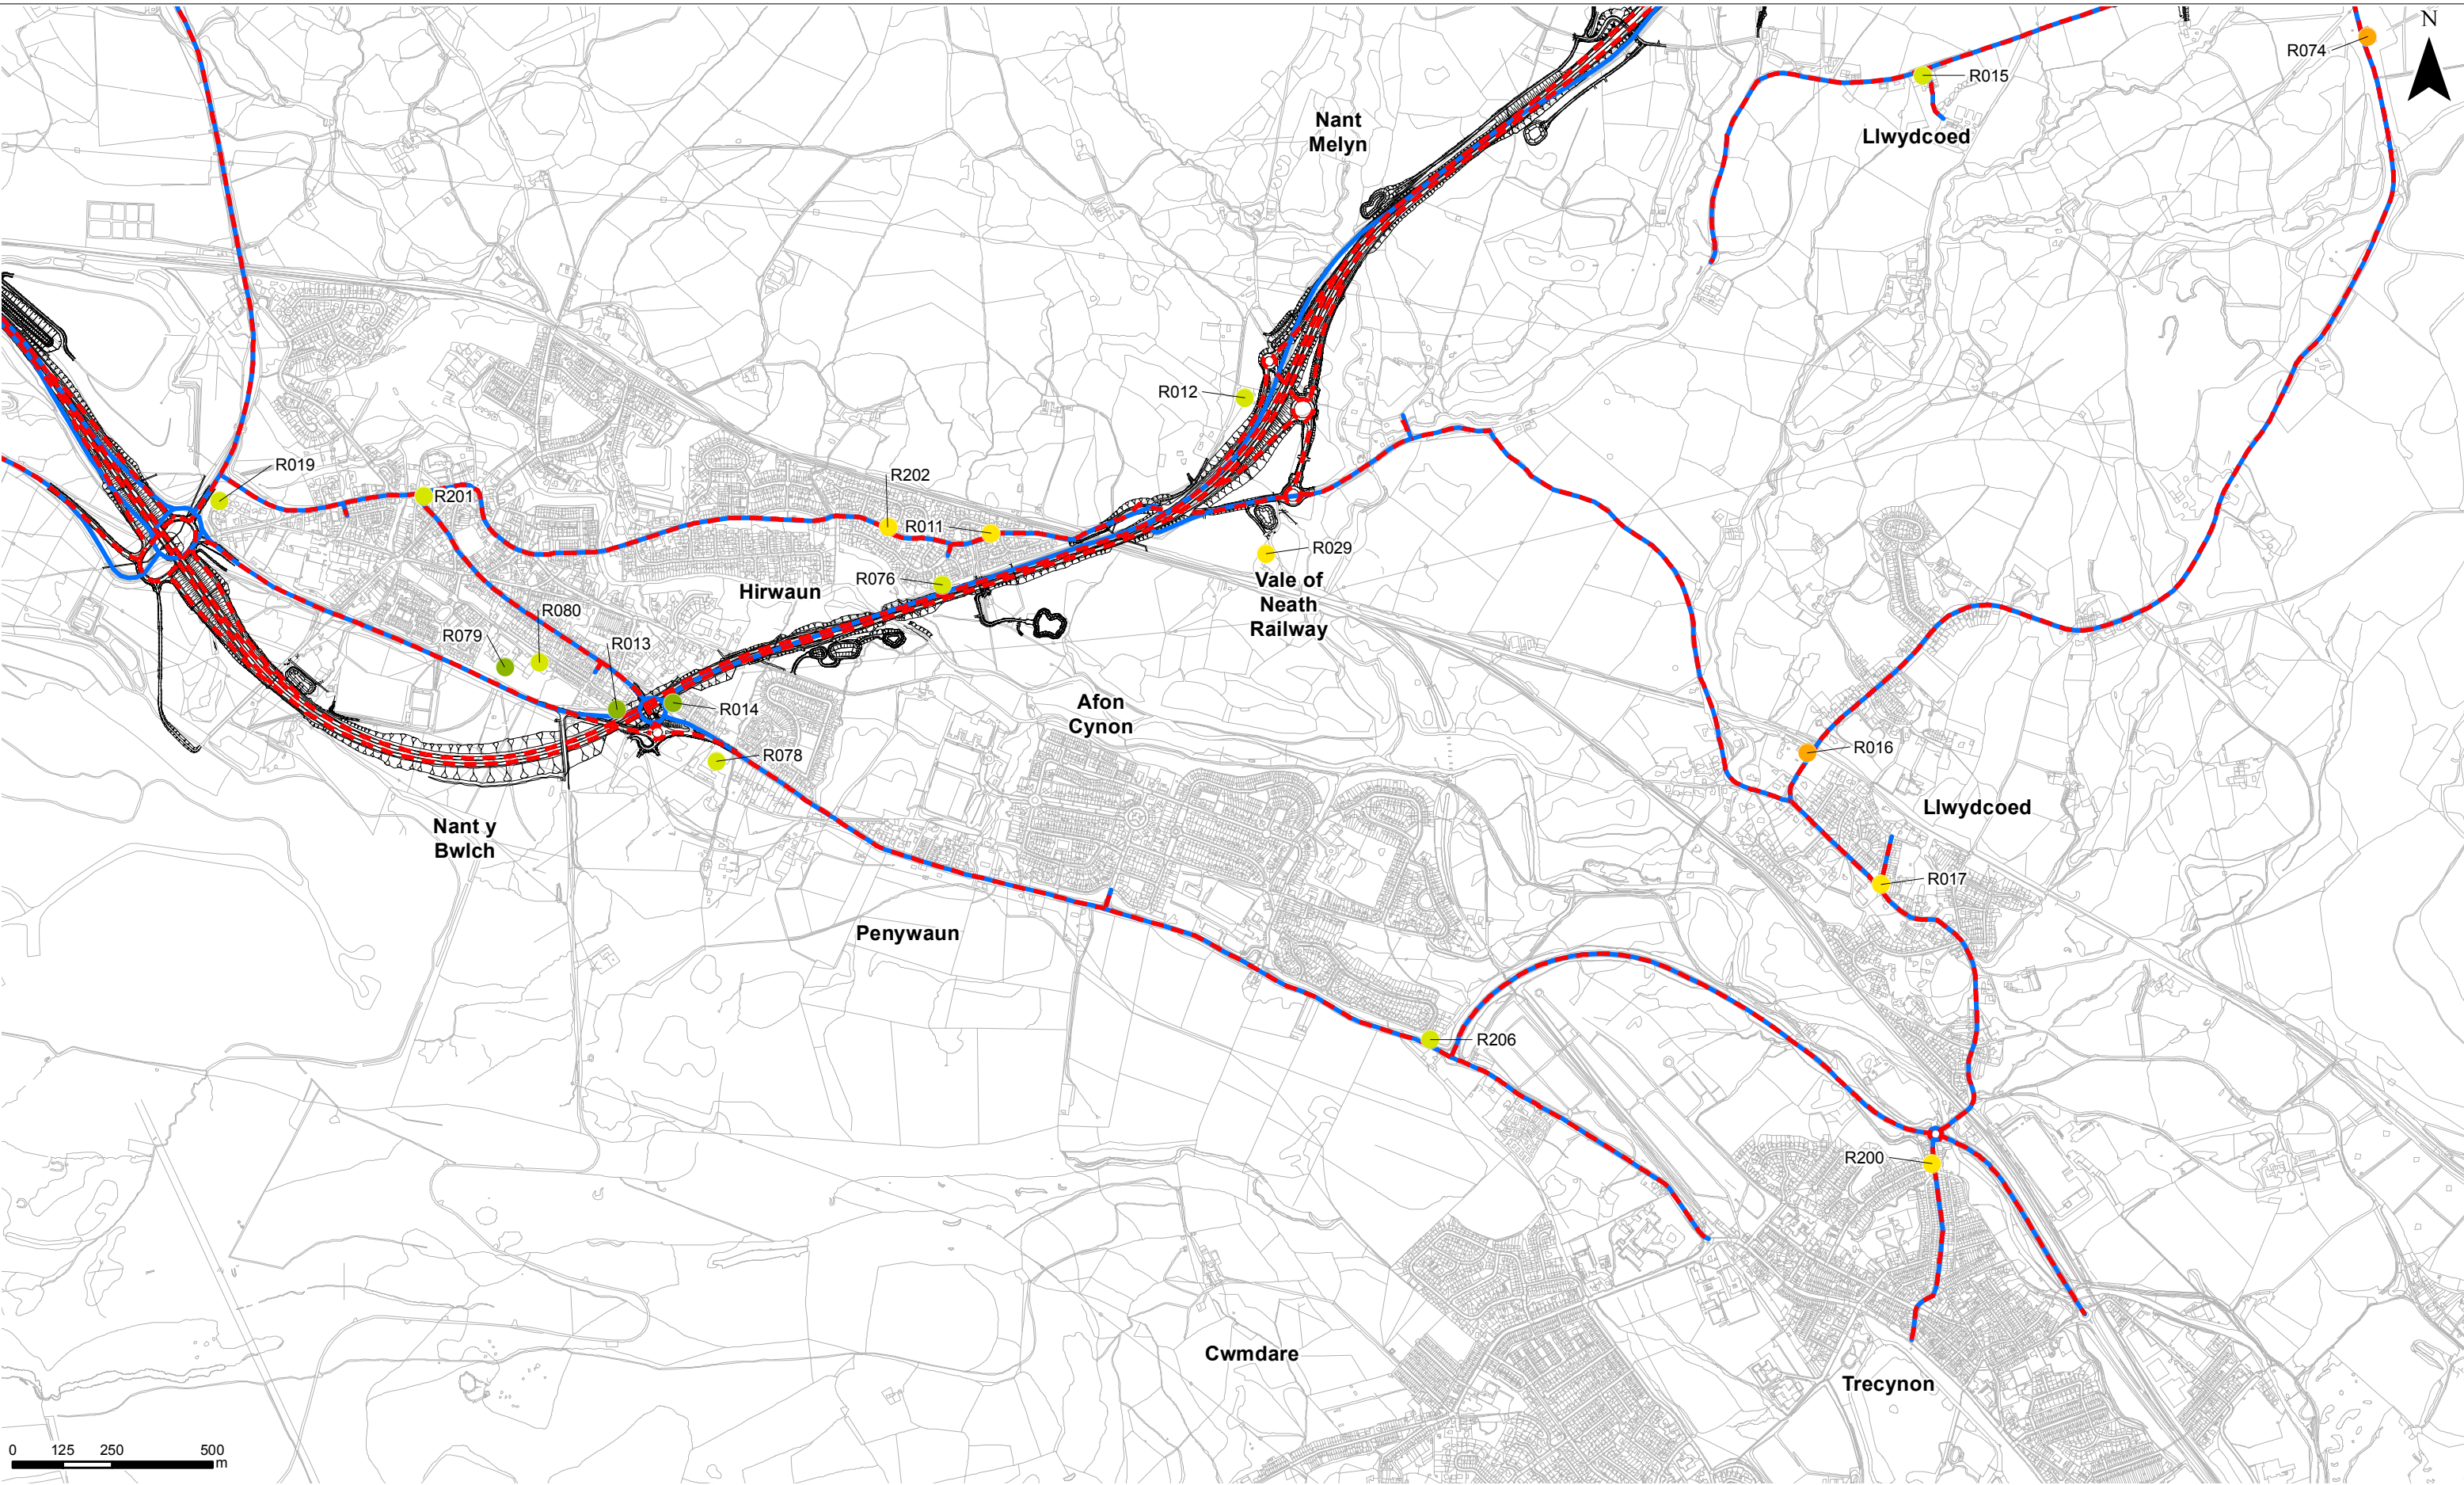 N
R074
R015
Nant
Melyn
Llwydcoed
R012
R019
R202
R201
R011
R029
Vale of
Neath
Railway
R076
Hirwaun
R080
R079
R013
Afon
Cynon
R014
R078
R016
Llwydcoed
Nant y
Bwlch
R017
Penywaun
R206
R200
Cwmdare
Trecynon
0 125 250 500
m